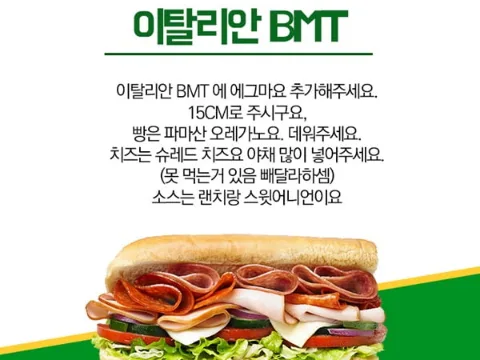 이탈리안 BMT
이탈리안 BMT 에 에그마요 추가해주세요.
15CM로 주시구요,
빵은 파마산 오레가노요. 데워주세요.
치즈는 슈레드 치즈요 야채 많이 넣어주세요.
(못 먹는거 있음 빼달라하셈)
소스는 랜치랑 스윗어니언이요